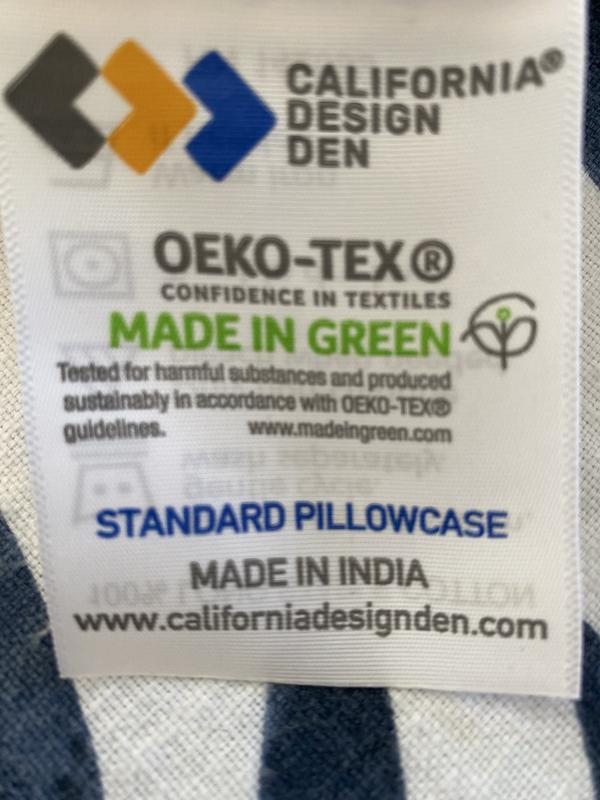 CALIFORNIA®
DESIGN
DEN
OEKO-TEX®
CONFIDENCE IN TEXTILES
MADE IN GREEN
Tested for harmful substances and produced
sustainably in accordance with OEKO-TEX®
guidelines. www.madeingreen.com
STANDARD PILLOWCASE
MADE IN INDIA
www.californiadesignden.com